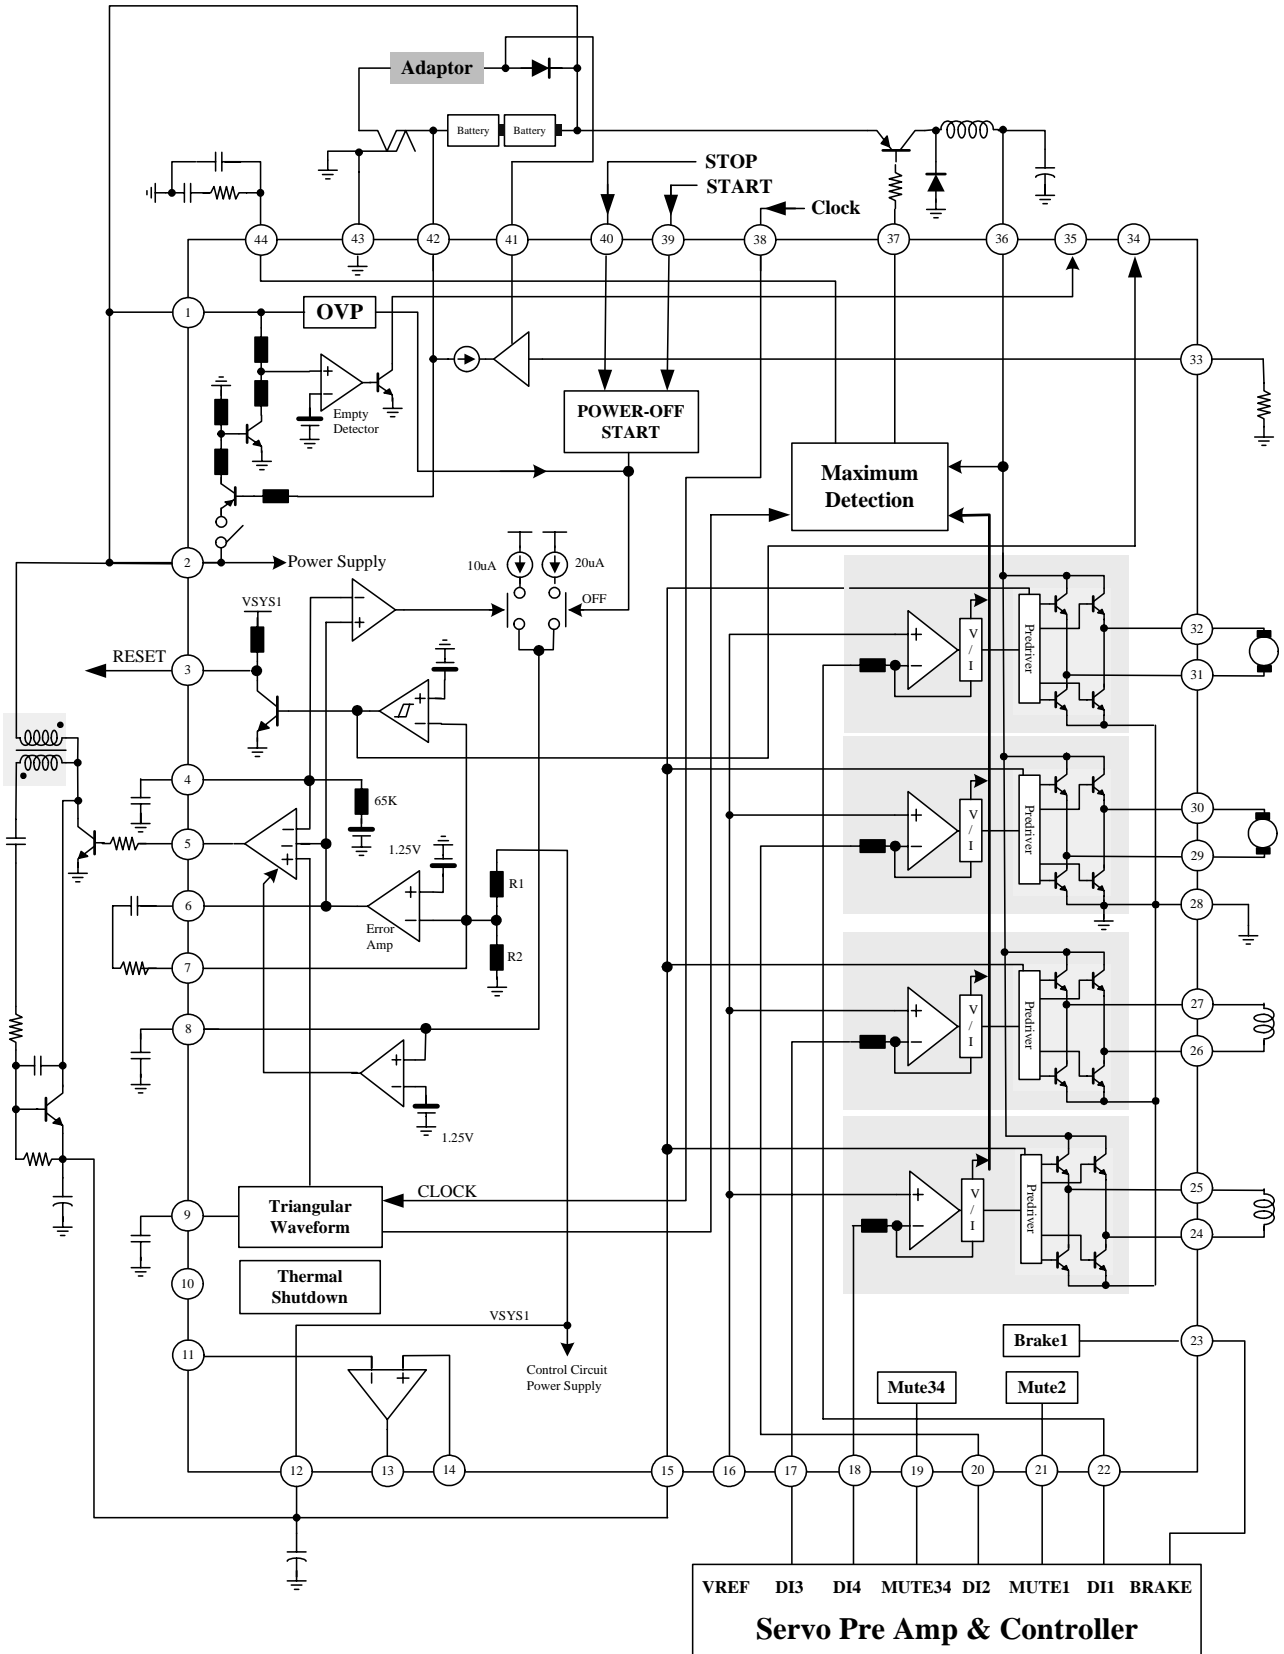 Adaptor
Battery
Battery
STOP
START
Clock
44
43
42
41
40
39
38
37
36
35
34
1
OVP
33
+
−
Empty
Detector
POWER-OFF
START
Maximum
Detection
2
Power Supply
10uA
20uA
OFF
VSYS1
−
+
RESET
3
+
−
+
−
V
/
I
Predriver
32
31
4
65K
5
−
−
+
1.25V
+
−
V
/
I
Predriver
30
29
28
6
+
−
Error
Amp
R1
R2
7
8
+
−
1.25V
+
−
V
/
I
Predriver
27
26
+
−
V
/
I
Predriver
25
24
9
Triangular
Waveform
CLOCK
10
Thermal
Shutdown
VSYS1
11
−
+
Control Circuit
Power Supply
Brake1
23
Mute34
Mute2
12
13
14
15
16
17
18
19
20
21
22
VREF DI3 DI4 MUTE34 DI2 MUTE1 DI1 BRAKE
Servo Pre Amp & Controller